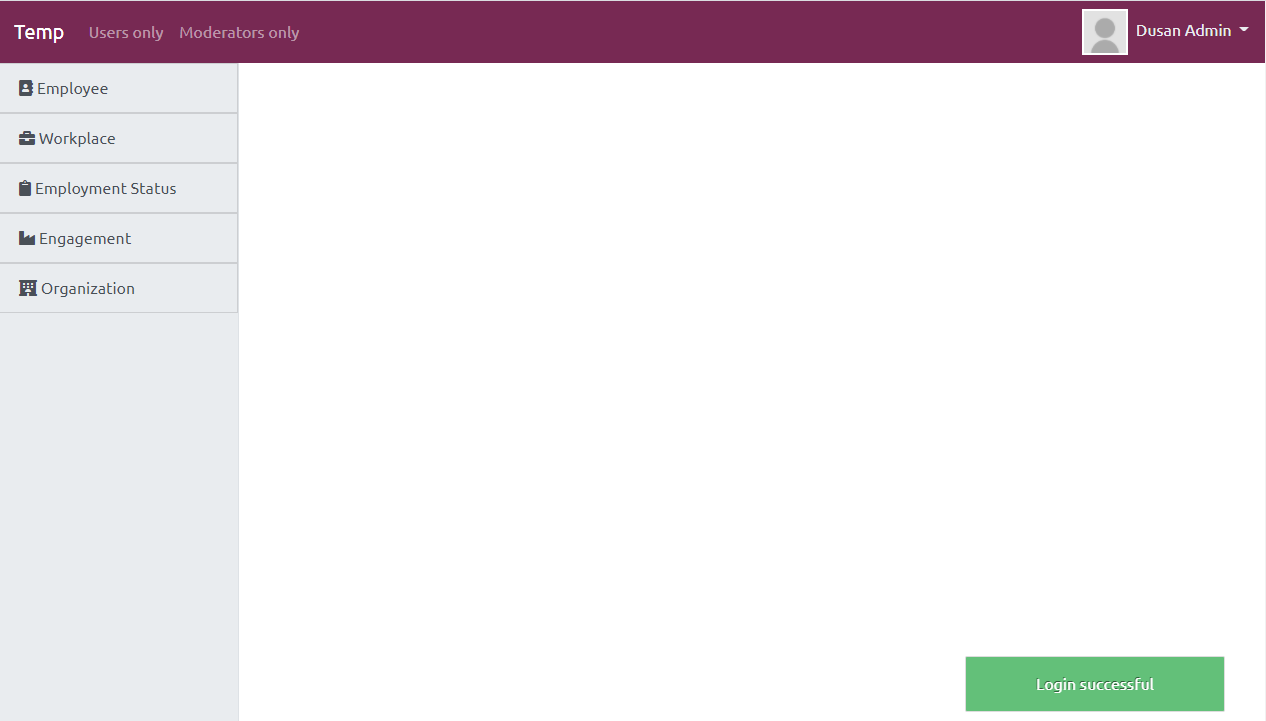 Temp Users only Moderators only Dusan Admin
Employee
Workplace
Employment Status
Engagement
Organization
Login successful